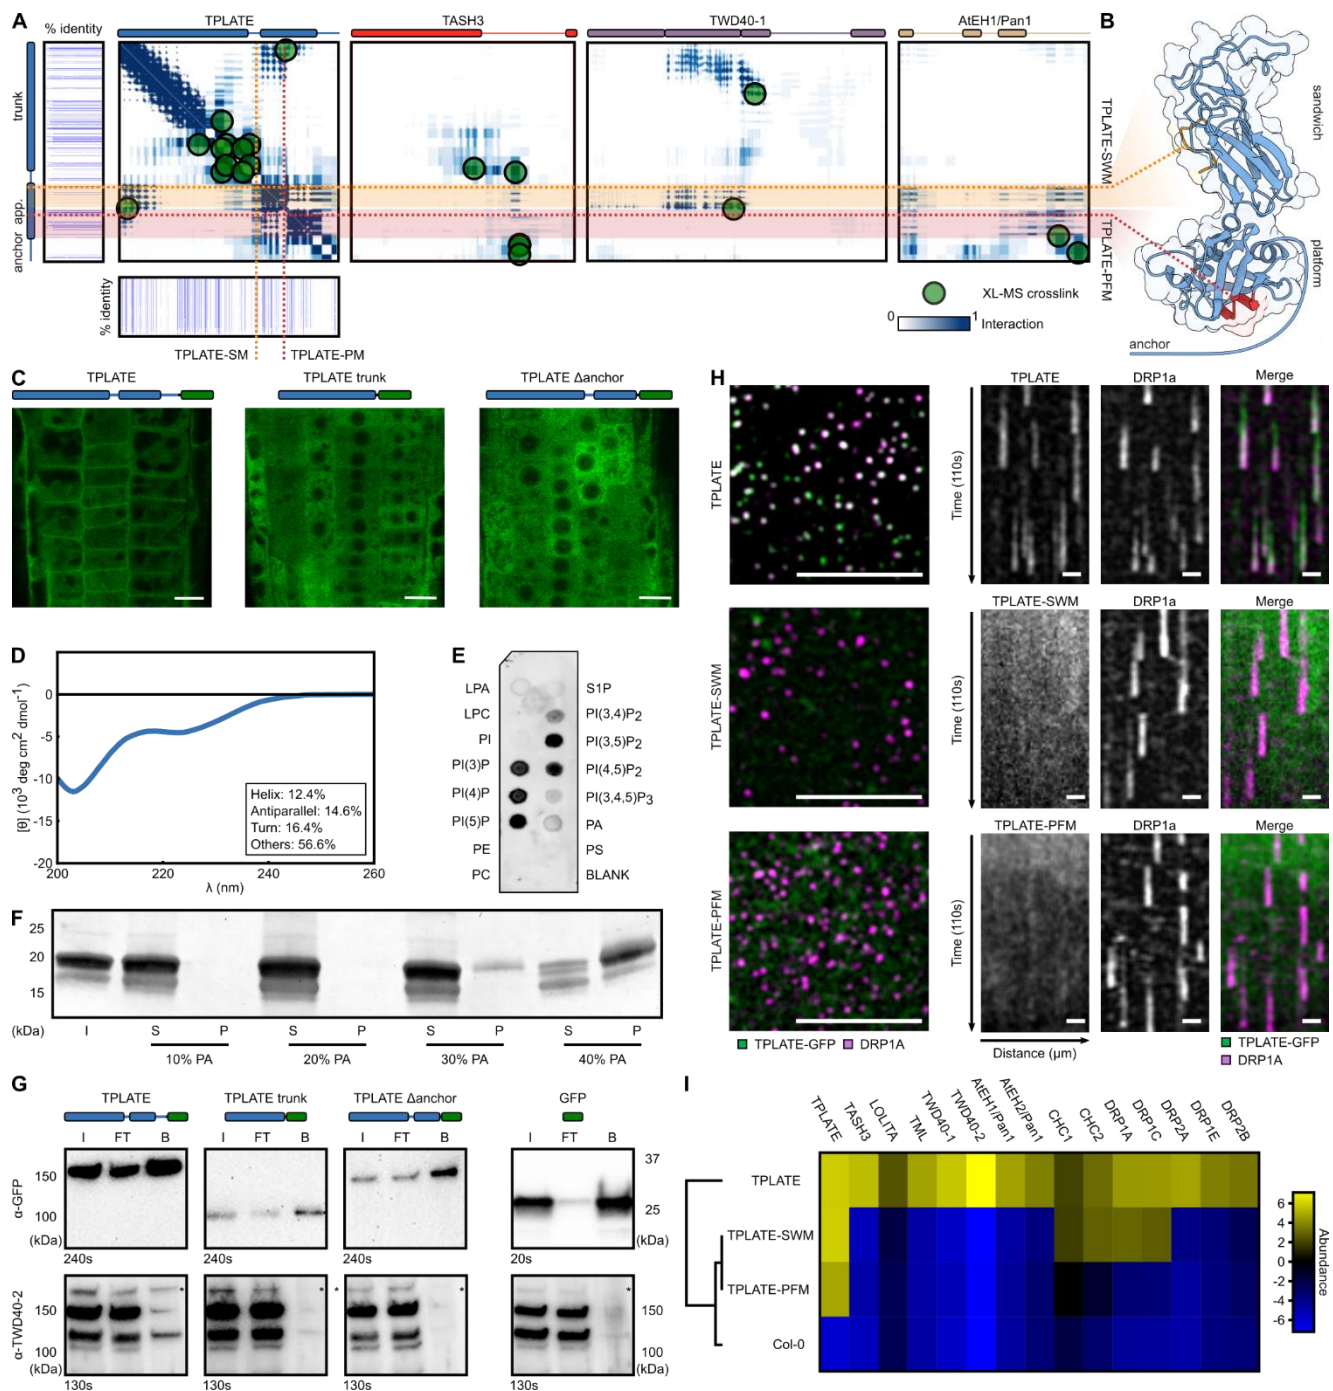 A
% identity
TPLATE
TASH3
TWD40-1
AtEH1/Pan1
B
trunk
app.
anchor
% identity
TPLATE-SM
TPLATE-PM
XL-MS crosslink
0
1
Interaction
TPLATE-SWM
TPLATE-PFM
sandwich
platform
anchor
C
TPLATE
TPLATE trunk
TPLATE Δanchor
D
[θ] (10³ deg cm² dmol⁻¹)
0
-5
-10
-15
-20
200
220
240
260
λ (nm)
Helix: 12.4%
Antiparallel: 14.6%
Turn: 16.4%
Others: 56.6%
E
LPA
S1P
LPC
PI(3,4)P2
PI
PI(3,5)P2
PI(3)P
PI(4,5)P2
PI(4)P
PI(3,4,5)P3
PI(5)P
PA
PE
PS
PC
BLANK
F
25
20
15
(kDa)
I
S
P
S
P
S
P
S
P
10% PA
20% PA
30% PA
40% PA
G
TPLATE
TPLATE trunk
TPLATE Δanchor
GFP
I FT B
I FT B
I FT B
I FT B
α-GFP
150
100
(kDa)
37
25
(kDa)
240s
240s
240s
20s
α-TWD40-2
150
100
(kDa)
*
*
*
*
*
150
100
(kDa)
130s
130s
130s
130s
H
TPLATE
TPLATE
DRP1a
Merge
Time (110s)
TPLATE-SWM
TPLATE-SWM
DRP1a
Merge
Time (110s)
TPLATE-PFM
TPLATE-PFM
DRP1a
Merge
Time (110s)
TPLATE-GFP
DRP1A
Distance (µm)
TPLATE-GFP
DRP1A
I
TPLATE
TASH3
LOLITA
TML
TWD40-1
TWD40-2
AtEH1/Pan1
AtEH2/Pan1
CHC1
CHC2
DRP1A
DRP1C
DRP2A
DRP1E
DRP2B
TPLATE
TPLATE-SWM
TPLATE-PFM
Col-0
6
4
2
0
-2
-4
-6
Abundance